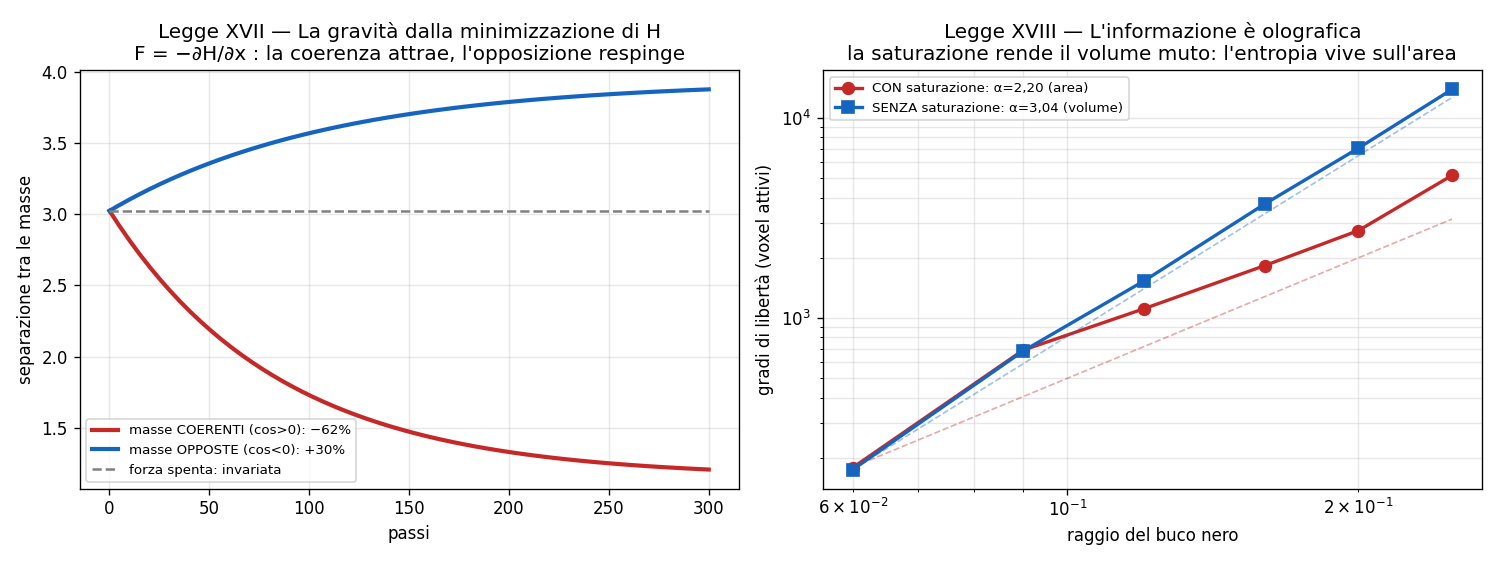 Legge XVII — La gravità dalla minimizzazione di H
F = −∂H/∂x : la coerenza attrae, l'opposizione respinge
4.0
3.5
3.0
2.5
2.0
1.5
separazione tra le masse
masse COERENTI (cos>0): −62%
masse OPPOSTE (cos<0): +30%
forza spenta: invariata
0 50 100 150 200 250 300
passi
Legge XVIII — L'informazione è olografica
la saturazione rende il volume muto: l'entropia vive sull'area
CON saturazione: α=2,20 (area)
SENZA saturazione: α=3,04 (volume)
10⁴
10³
gradi di libertà (voxel attivi)
6 × 10⁻² 10⁻¹ 2 × 10⁻¹
raggio del buco nero